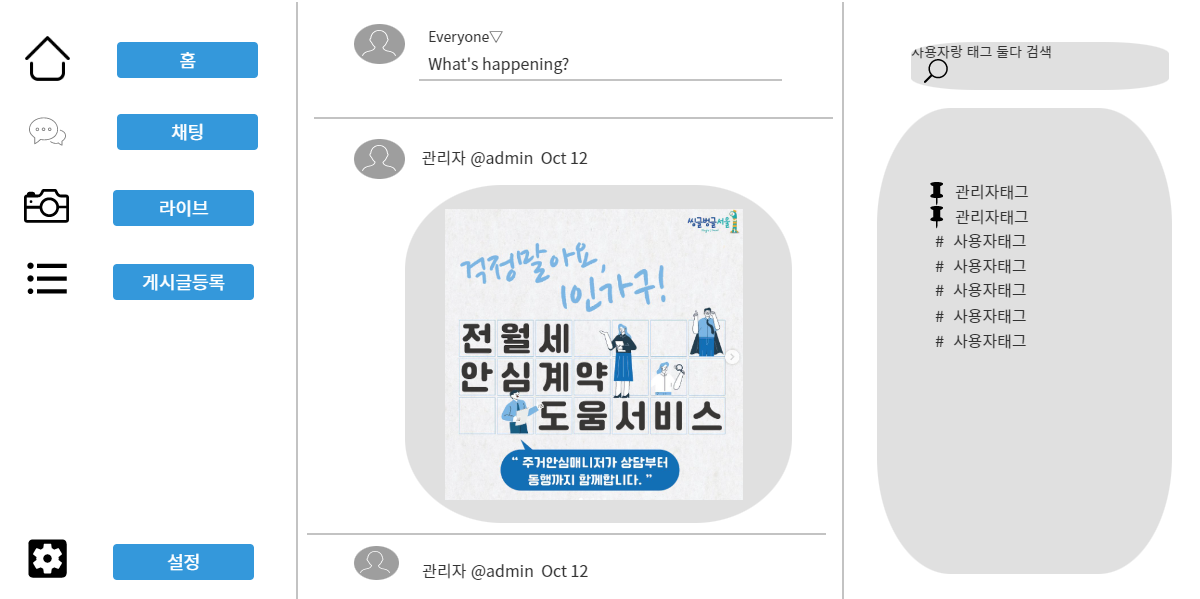 홈
채팅
라이브
게시글등록
설정
Everyone▽
What's happening?
관리자 @admin Oct 12
씽글벙글서울
걱정말아요,
1인가구!
전월세
안심계약
도움서비스
“ 주거안심매니저가 상담부터
동행까지 함께합니다. ”
관리자 @admin Oct 12
사용자랑 태그 둘다 검색
관리자태그
관리자태그
# 사용자태그
# 사용자태그
# 사용자태그
# 사용자태그
# 사용자태그